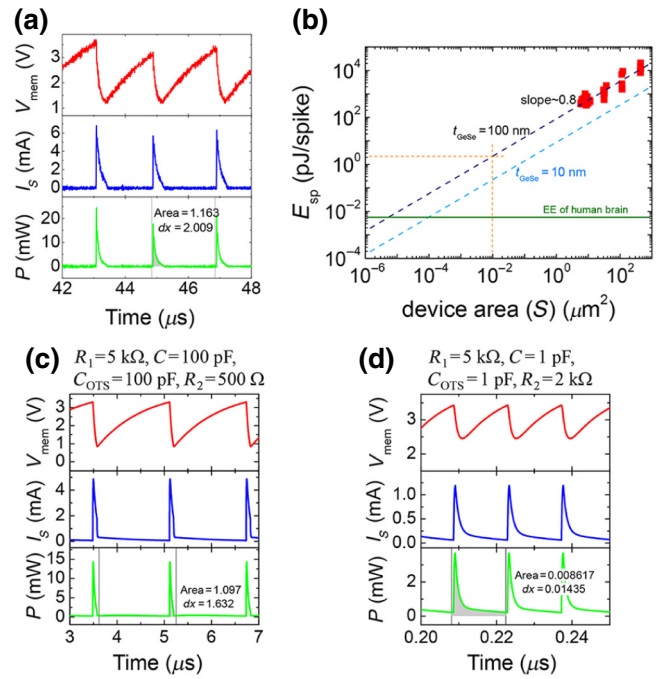 (a)
V_mem (V)
3
2
1
I_S (mA)
8
6
4
2
0
P (mW)
30
20
10
0
Area = 1.163
dx = 2.009
42 44 46 48
Time (μs)
(b)
E_sp (pJ/spike)
10^4
10^2
10^0
10^-2
10^-4
slope~0.8
t_GeSe = 100 nm
t_GeSe = 10 nm
EE of human brain
10^-6 10^-4 10^-2 10^0 10^2
device area (S) (μm^2)
(c)
R_1=5 kΩ, C=100 pF,
C_OTS=100 pF, R_2=500 Ω
V_mem (V)
3
2
1
0
I_S (mA)
4
2
0
P (mW)
15
10
5
0
Area=1.097
dx=1.632
3 4 5 6 7
Time (μs)
(d)
R_1=5 kΩ, C=1 pF,
C_OTS=1 pF, R_2=2 kΩ
V_mem (V)
3
2
I_S (mA)
1.0
0.5
0.0
P (mW)
2
0
Area=0.008617
dx=0.01435
0.20 0.22 0.24
Time (μs)